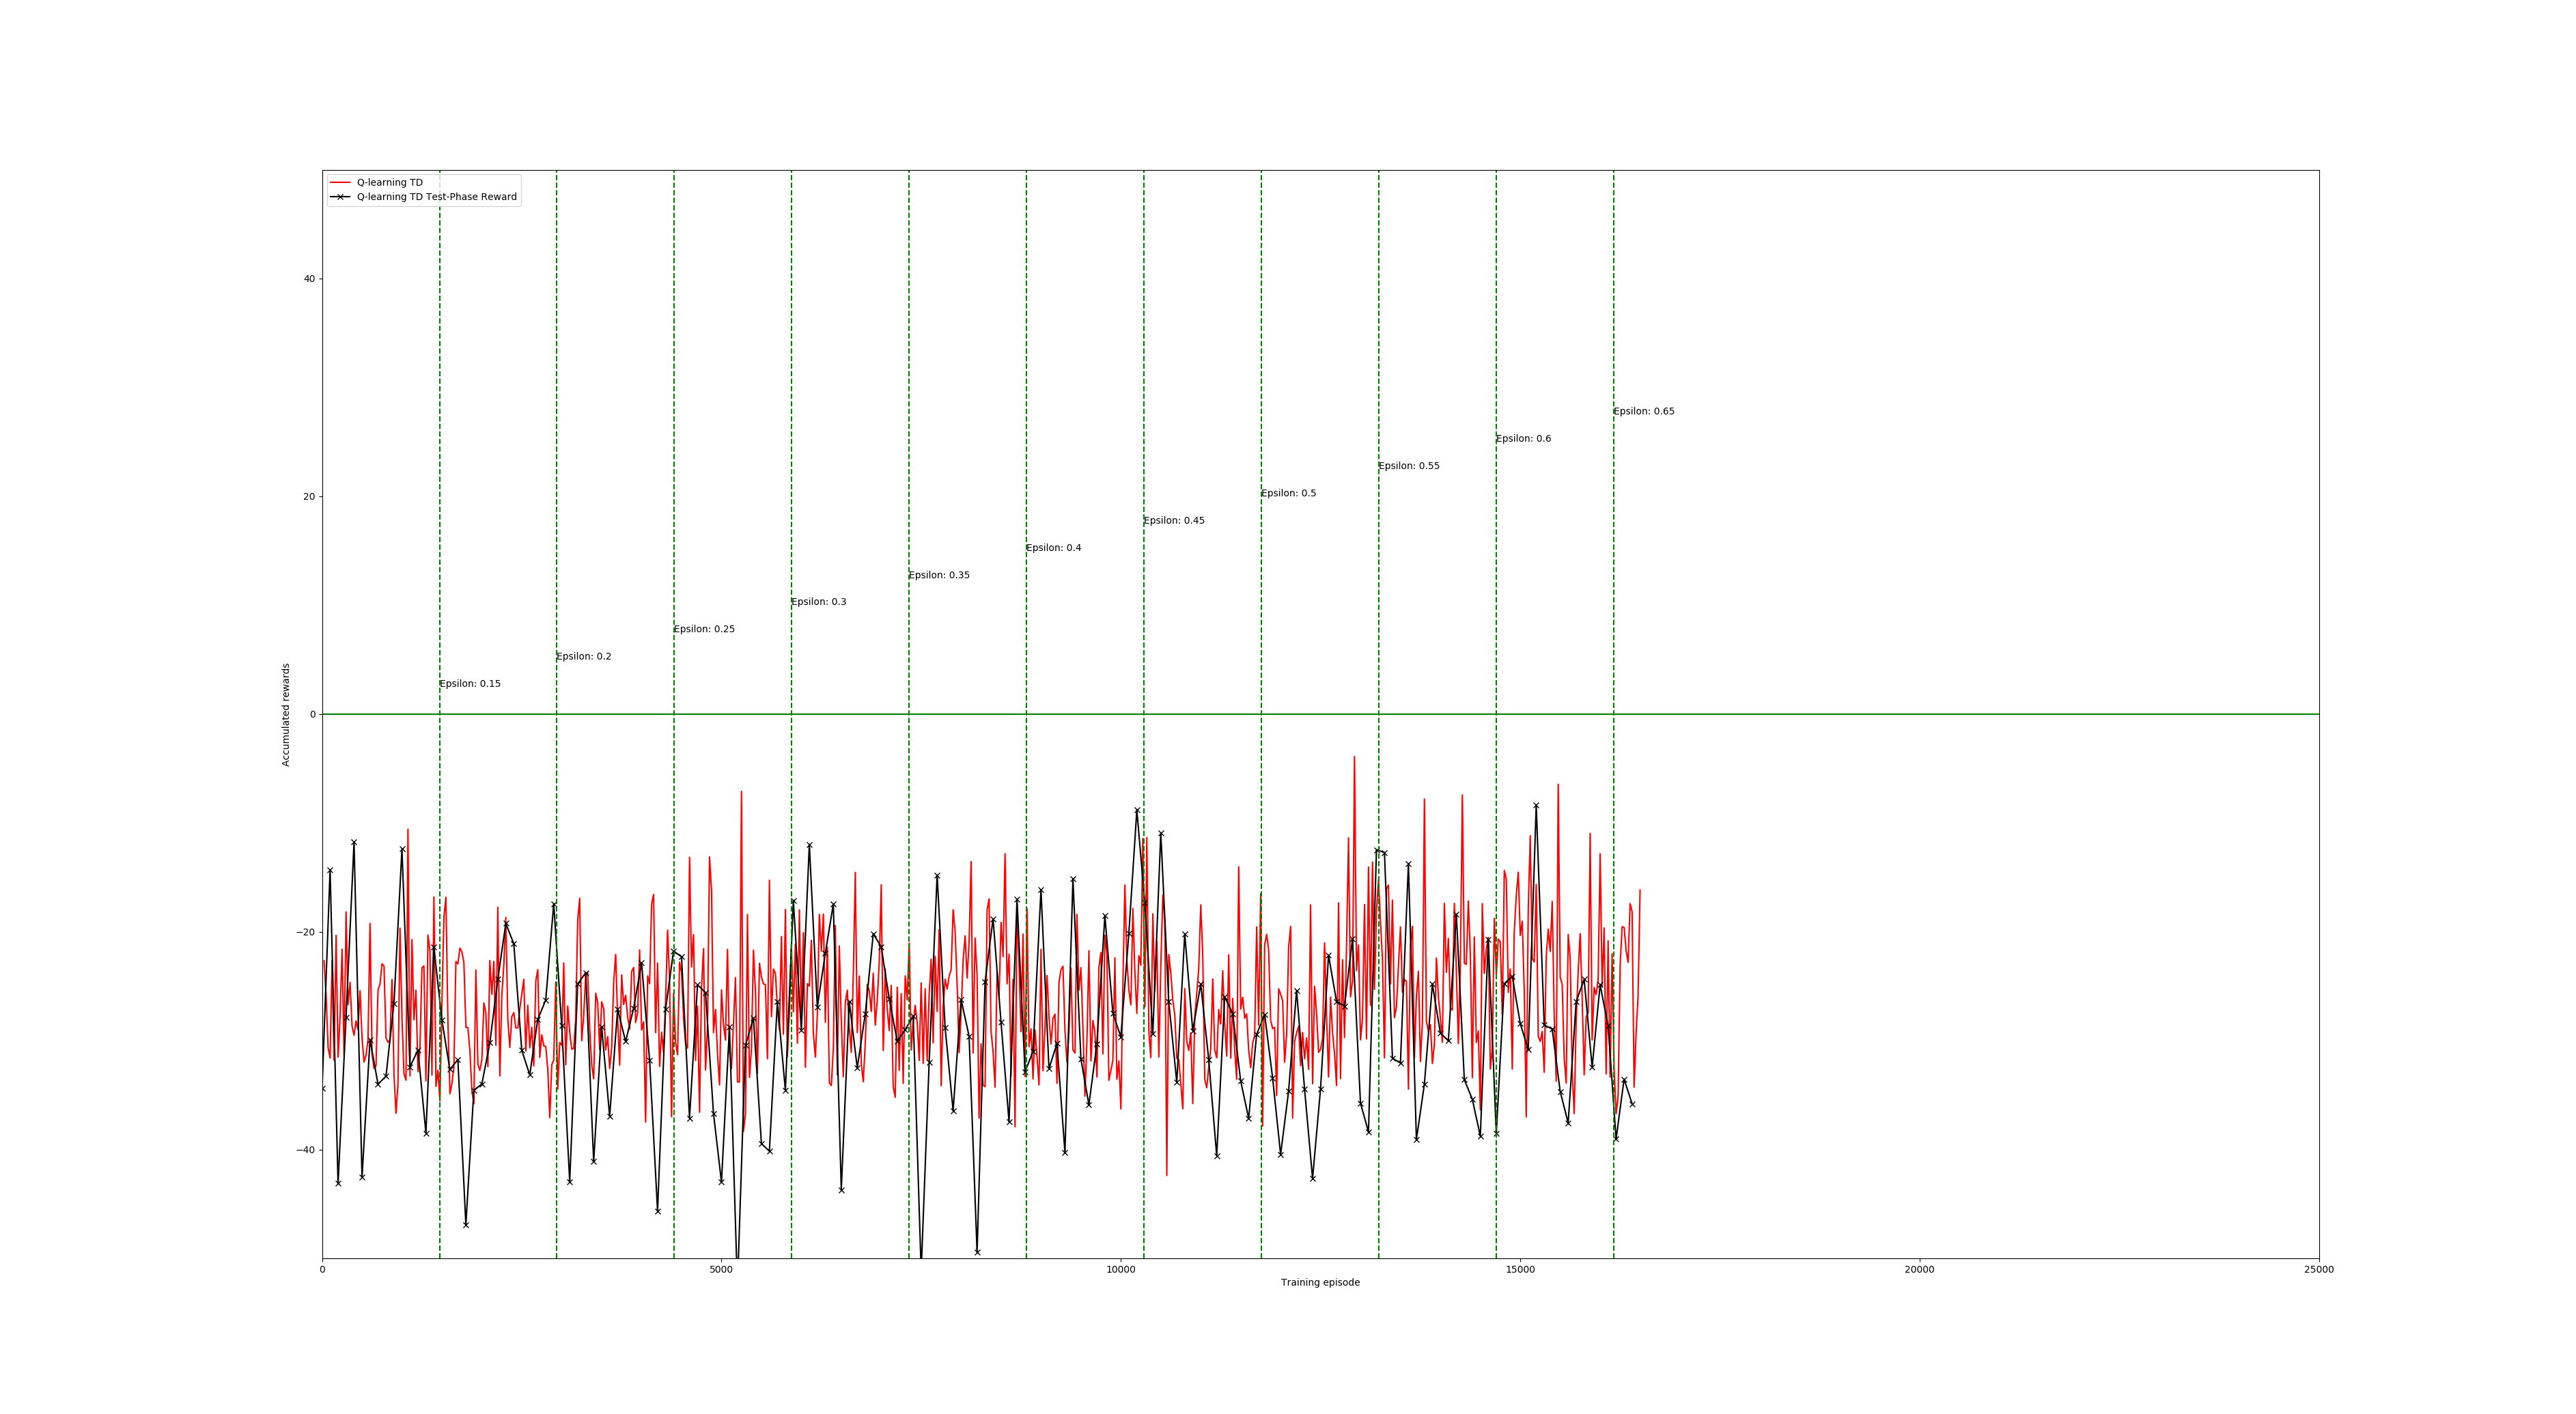 Q-learning TD
Q-learning TD Test-Phase Reward
40
20
0
−20
−40
Accumulated rewards
Epsilon: 0.65
Epsilon: 0.6
Epsilon: 0.55
Epsilon: 0.5
Epsilon: 0.45
Epsilon: 0.4
Epsilon: 0.35
Epsilon: 0.3
Epsilon: 0.25
Epsilon: 0.2
Epsilon: 0.15
0 5000 10000 15000 20000 25000
Training episode